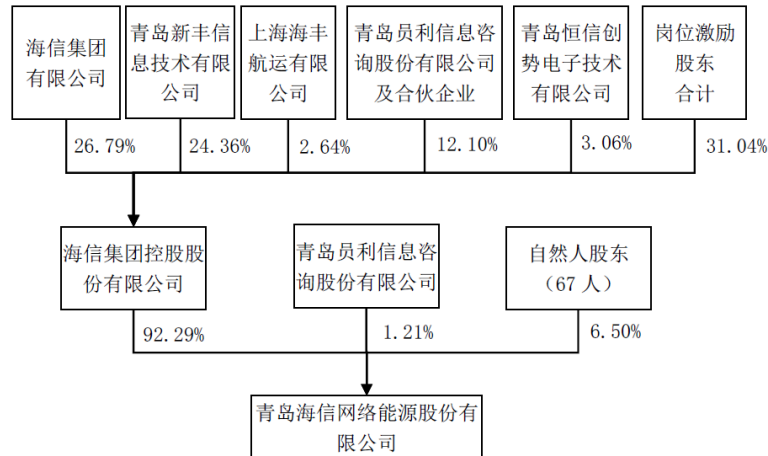 海信集团
有限公司
青岛新丰信
息技术有限
公司
上海海丰
航运有限
公司
青岛员利信息咨
询股份有限公司
及合伙企业
青岛恒信创
势电子技术
有限公司
岗位激励
股东
合计
26.79%
24.36%
2.64%
12.10%
3.06%
31.04%
海信集团控股股
份有限公司
青岛员利信息咨
询股份有限公司
自然人股东
（67 人）
92.29%
1.21%
6.50%
青岛海信网络能源股份有
限公司